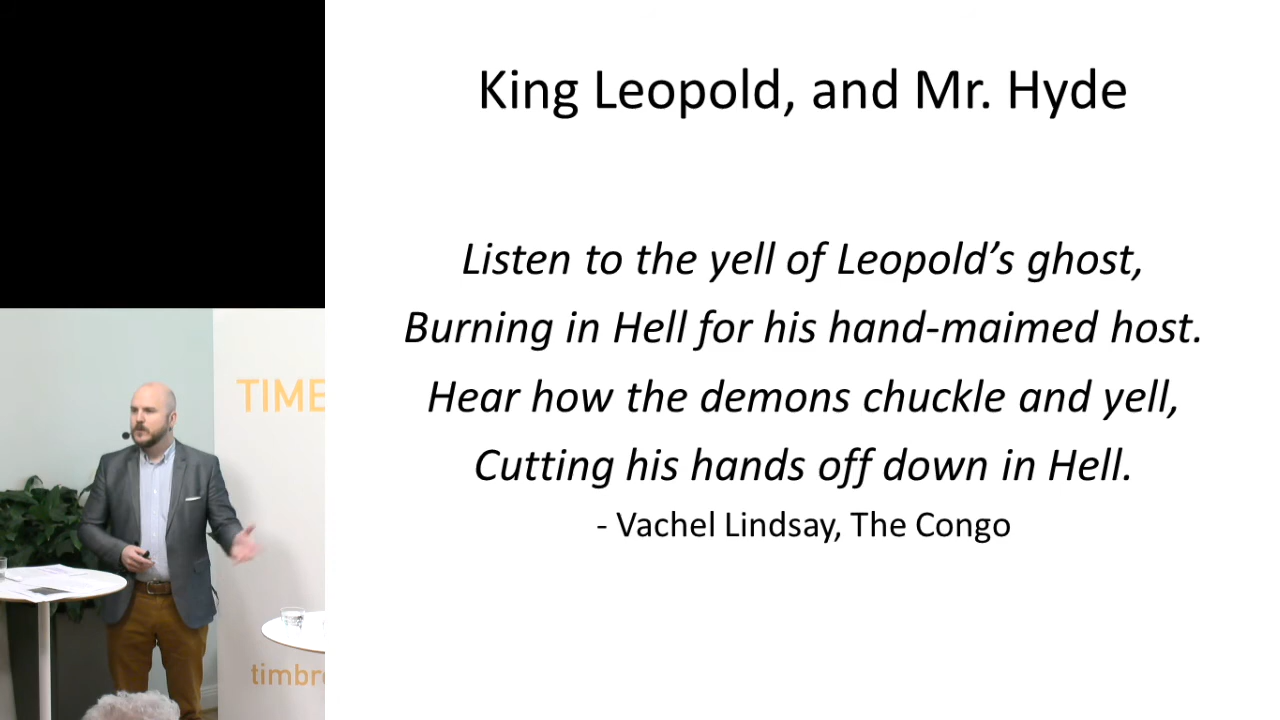 King Leopold, and Mr. Hyde
Listen to the yell of Leopold’s ghost,
Burning in Hell for his hand-maimed host.
Hear how the demons chuckle and yell,
Cutting his hands off down in Hell.
- Vachel Lindsay, The Congo
TIMB
timbr